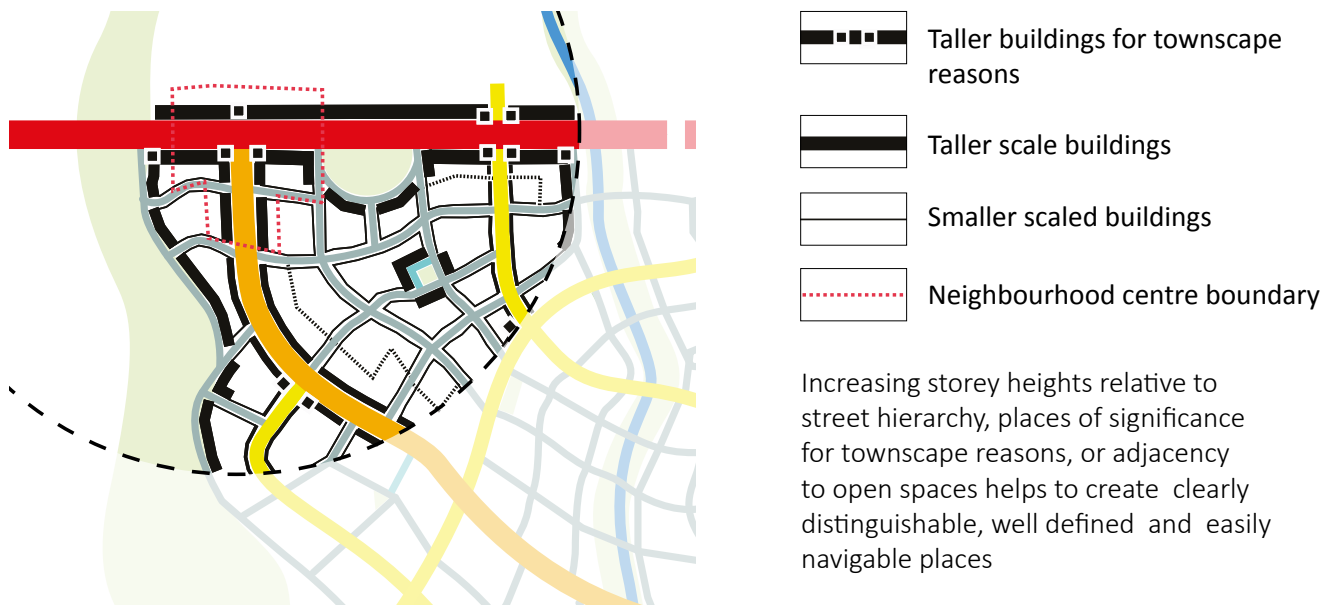 Taller buildings for townscape
reasons
Taller scale buildings
Smaller scaled buildings
Neighbourhood centre boundary
Increasing storey heights relative to
street hierarchy, places of significance
for townscape reasons, or adjacency
to open spaces helps to create clearly
distinguishable, well defined and easily
navigable places